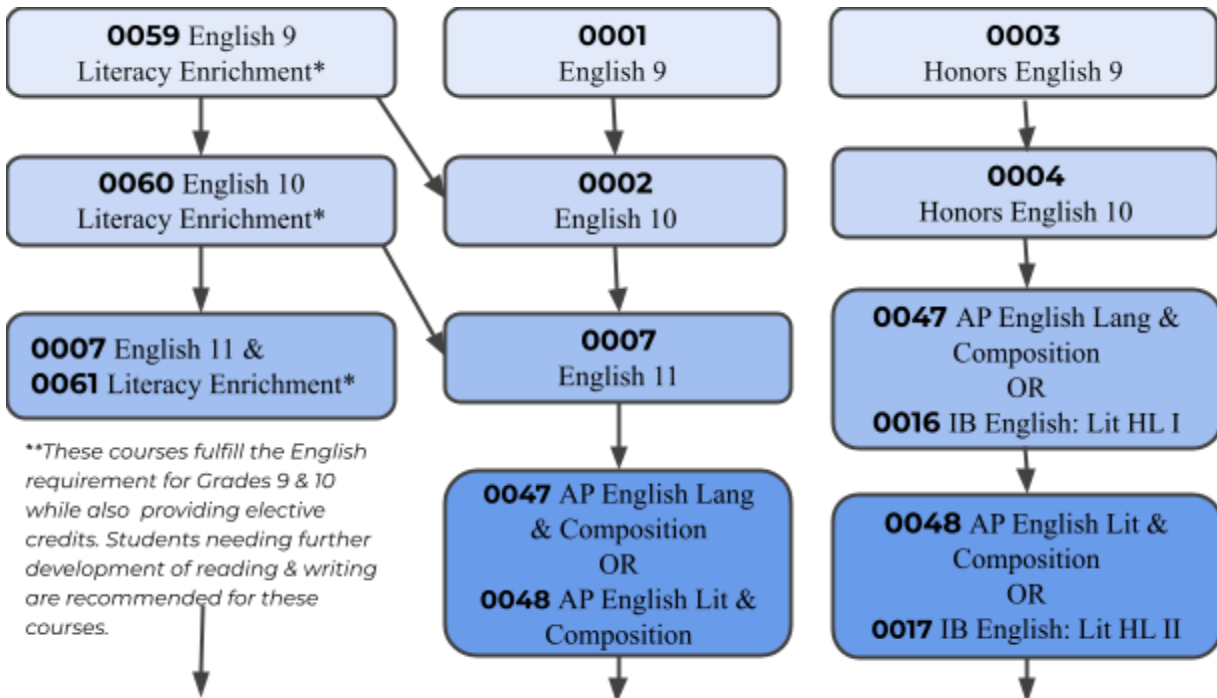 0059 English 9
Literacy Enrichment*
0001
English 9
0003
Honors English 9
0060 English 10
Literacy Enrichment*
0002
English 10
0004
Honors English 10
0007 English 11 &
0061 Literacy Enrichment*
0007
English 11
0047 AP English Lang &
Composition
OR
0016 IB English: Lit HL I
**These courses fulfill the English
requirement for Grades 9 & 10
while also providing elective
credits. Students needing further
development of reading & writing
are recommended for these
courses.
0047 AP English Lang
& Composition
OR
0048 AP English Lit &
Composition
0048 AP English Lit &
Composition
OR
0017 IB English: Lit HL II